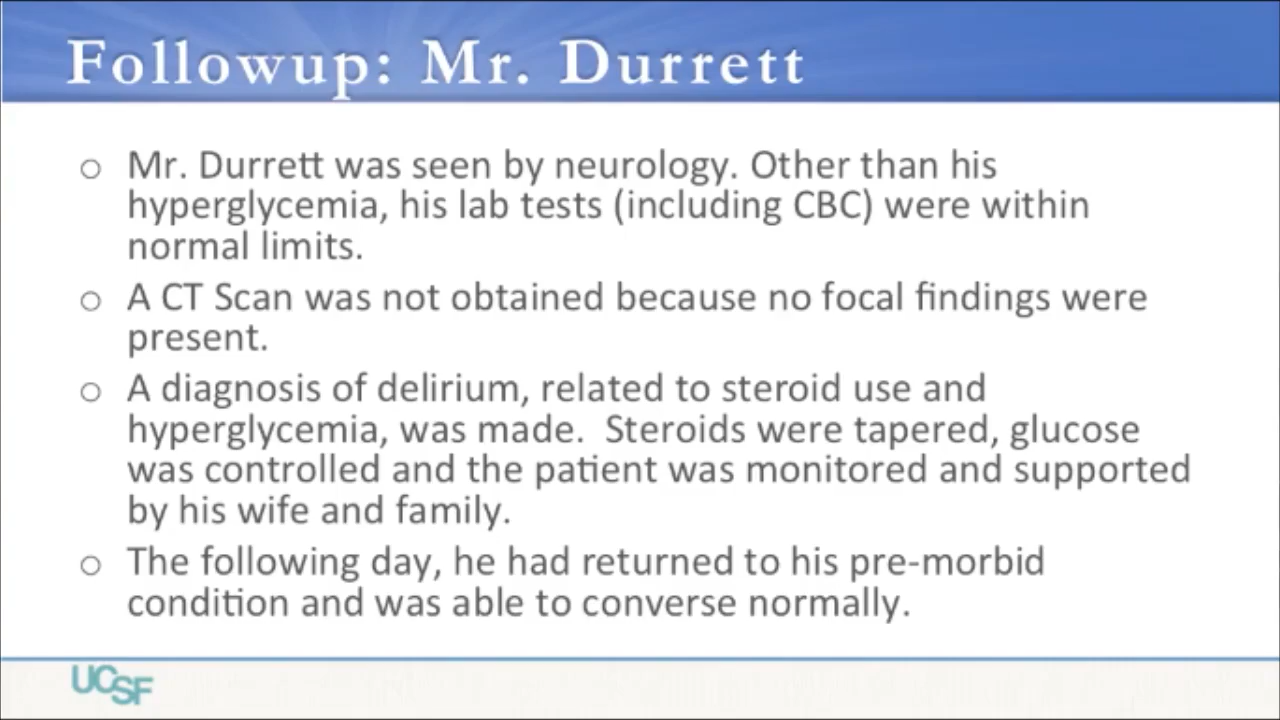 Followup: Mr. Durrett
○ Mr. Durrett was seen by neurology. Other than his
hyperglycemia, his lab tests (including CBC) were within
normal limits.
○ A CT Scan was not obtained because no focal findings were
present.
○ A diagnosis of delirium, related to steroid use and
hyperglycemia, was made.  Steroids were tapered, glucose
was controlled and the patient was monitored and supported
by his wife and family.
○ The following day, he had returned to his pre-morbid
condition and was able to converse normally.
UCSF